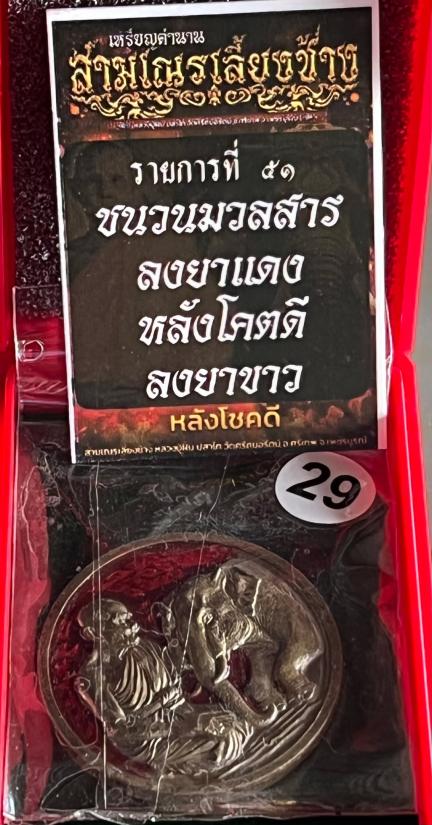 เหรียญตำนาน
สามเณรเลี้ยงช้าง
รายการที่ ๕๑
ชนวนมวลสาร
ลงยาแดง
หลังโคตดี
ลงยาขาว
หลังโชคดี
29